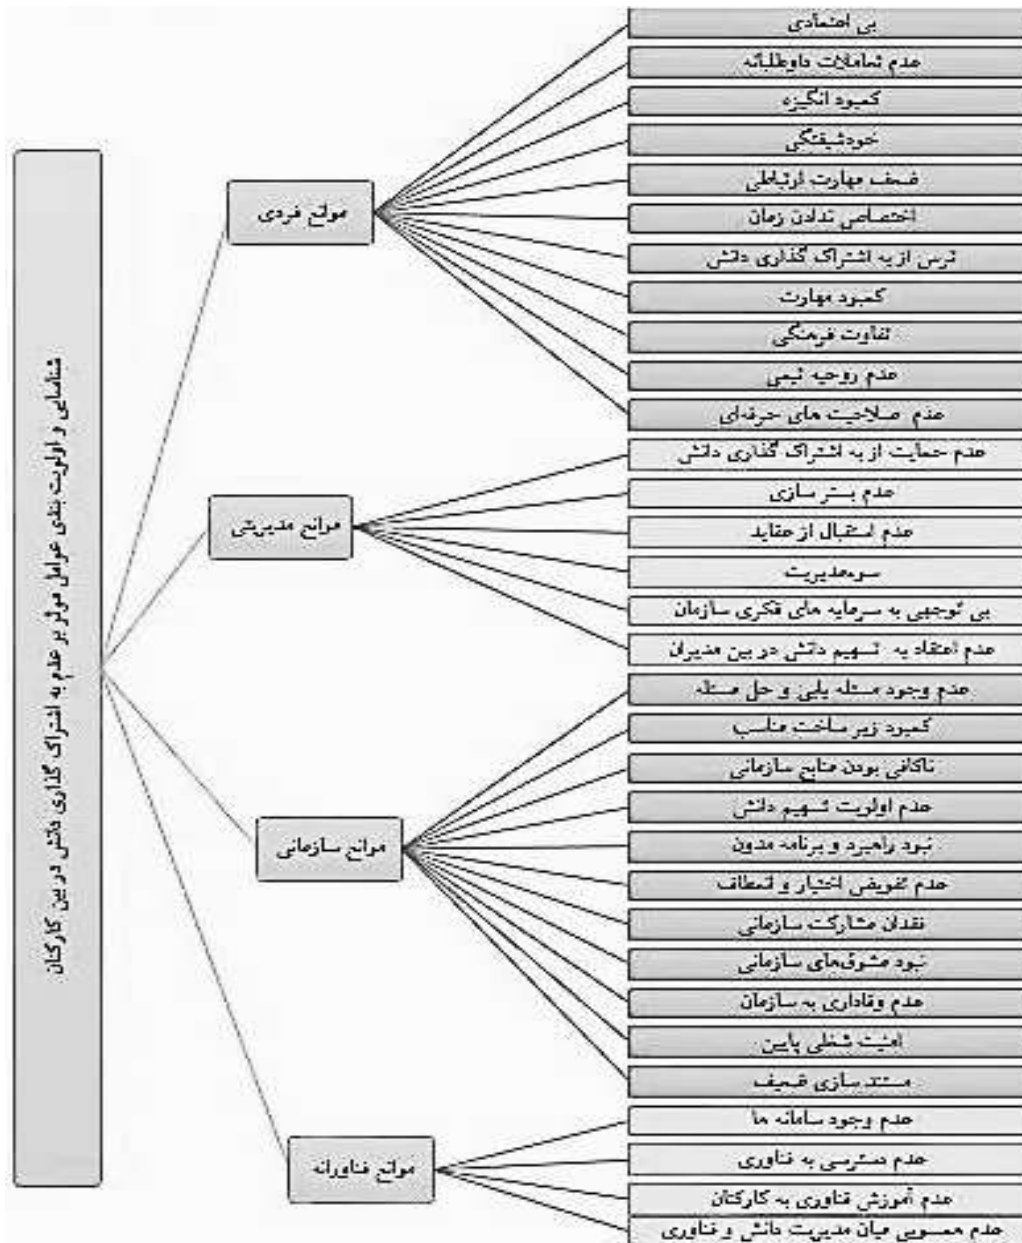 شناسایی و اولویت بندی عوامل موثر بر عدم به اشتراک گذاری دانش در بین کارکنان
موانع فردی
بی اعتمادی
عدم تعاملات داوطلبانه
کمبود انگیزه
خودشیفتگی
ضعف مهارت ارتباطی
اختصاص ندادن زمان
ترس از به اشتراک گذاری دانش
کمبود مهارت
تفاوت فرهنگی
عدم روحیه تیمی
عدم صلاحیت های حرفه‌ای
موانع مدیریتی
عدم حمایت از به اشتراک گذاری دانش
عدم بستر سازی
عدم استقبال از عقاید
سوءمدیریت
بی توجهی به سرمایه های فکری سازمان
عدم اعتقاد به تسهیم دانش در بین مدیران
موانع سازمانی
عدم وجود مسئله یابی و حل مسئله
کمبود زیر ساخت مناسب
ناکافی بودن منابع سازمانی
عدم اولویت تسهیم دانش
نبود راهبرد و برنامه مدون
عدم تفویض اختیار و انعطاف
فقدان مشارکت سازمانی
نبود مشوق‌های سازمانی
عدم وفاداری به سازمان
امنیت شغلی پایین
مستند سازی ضعیف
موانع فناورانه
عدم وجود سامانه ها
عدم دسترسی به فناوری
عدم آموزش فناوری به کارکنان
عدم همسویی میان مدیریت دانش و فناوری